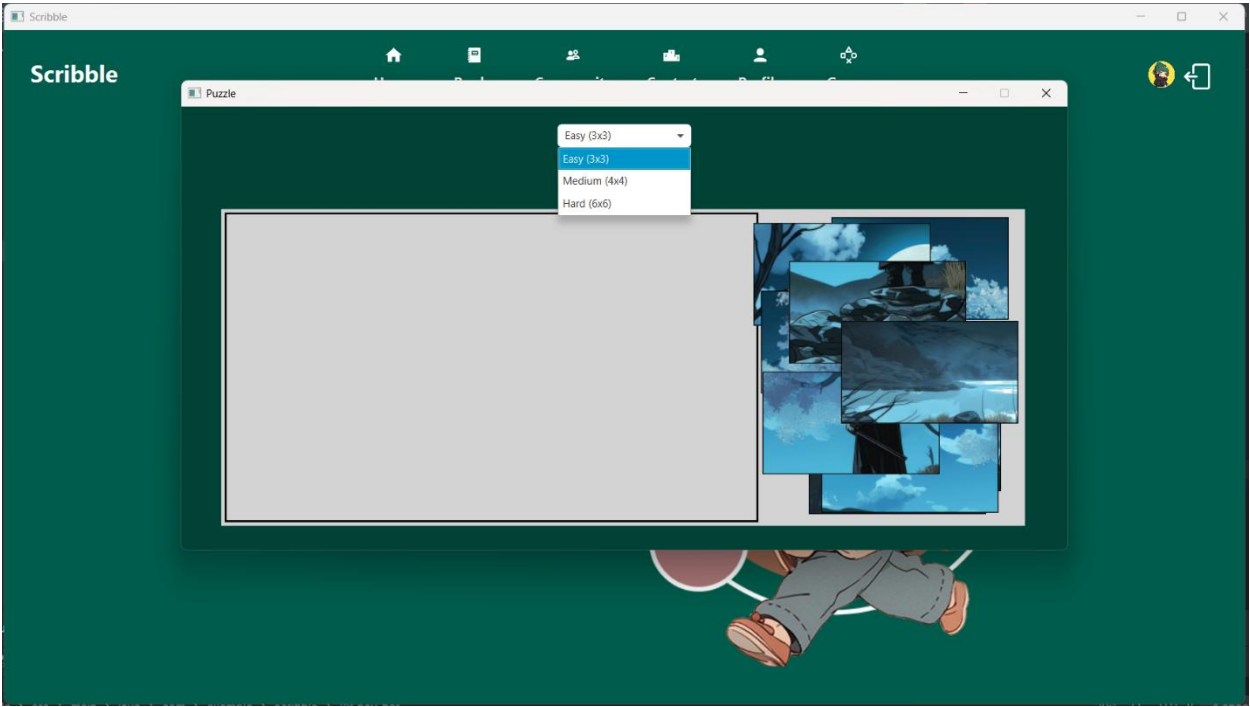 Scribble
Scribble
Puzzle
Easy (3x3)
Easy (3x3)
Medium (4x4)
Hard (6x6)